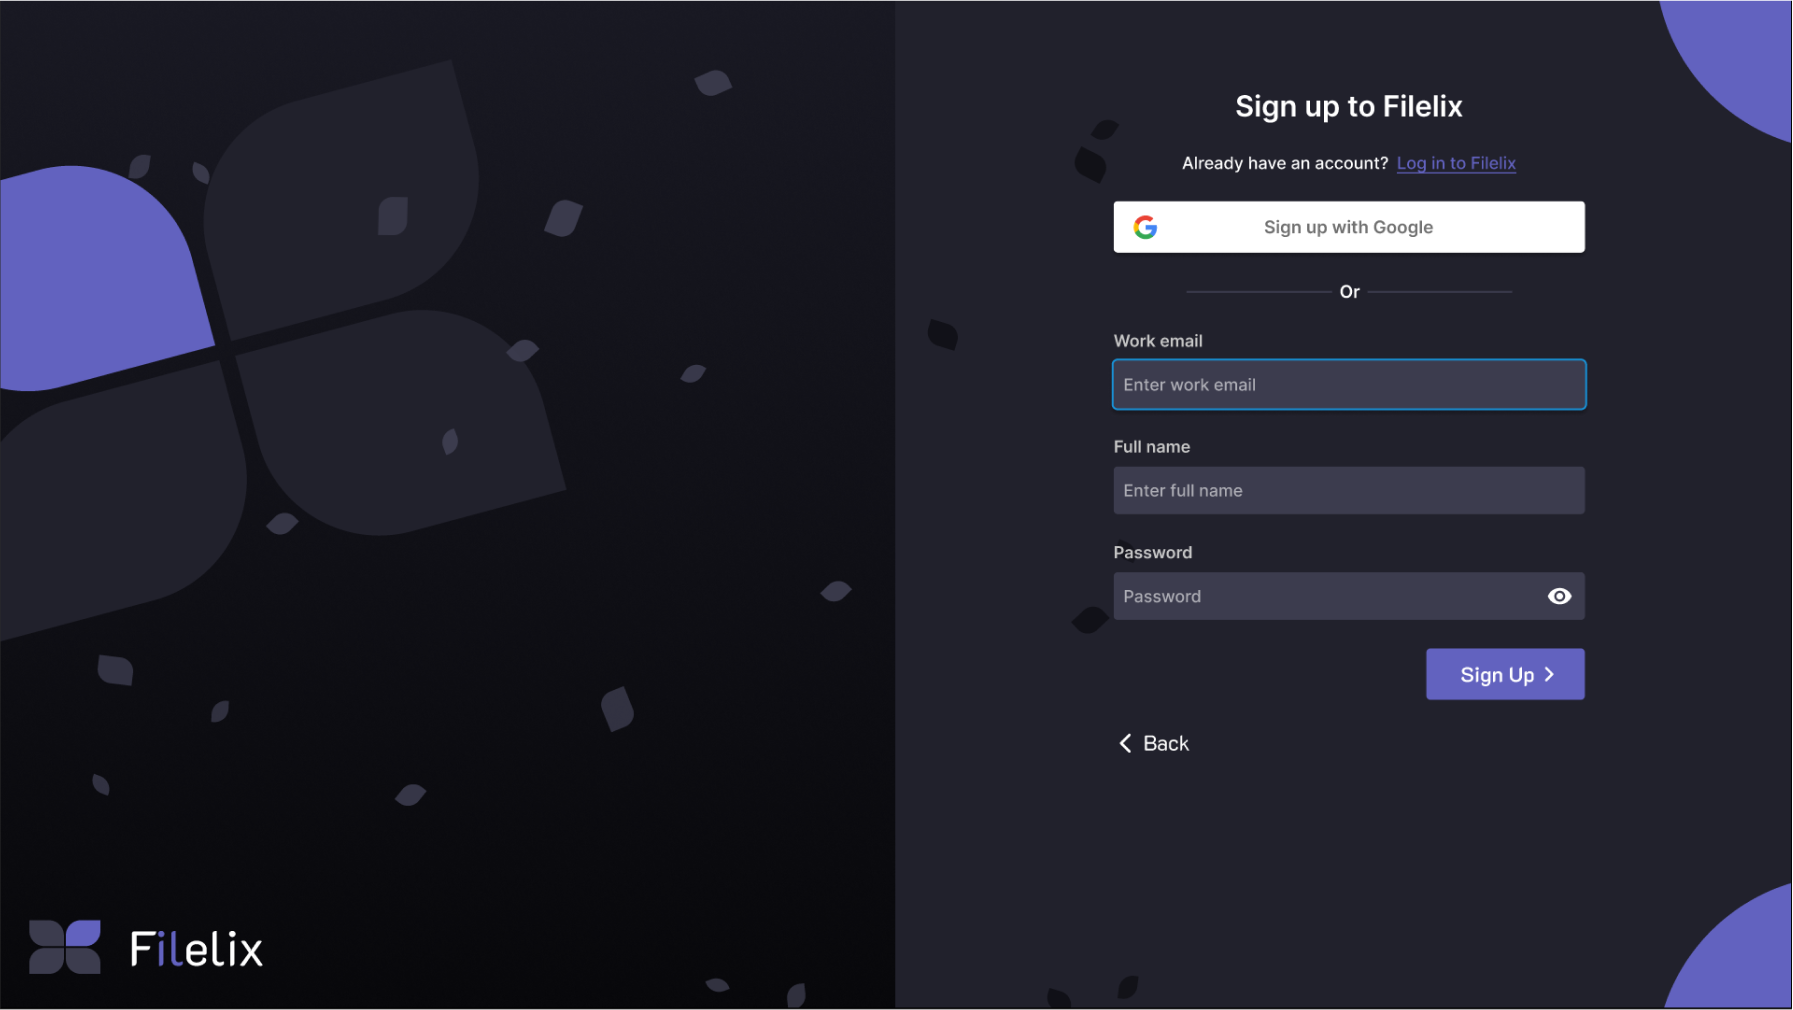 Sign up to Filelix
Already have an account? Log in to Filelix
Sign up with Google
Or
Work email
Enter work email
Full name
Enter full name
Password
Password
Sign Up
Back
Filelix